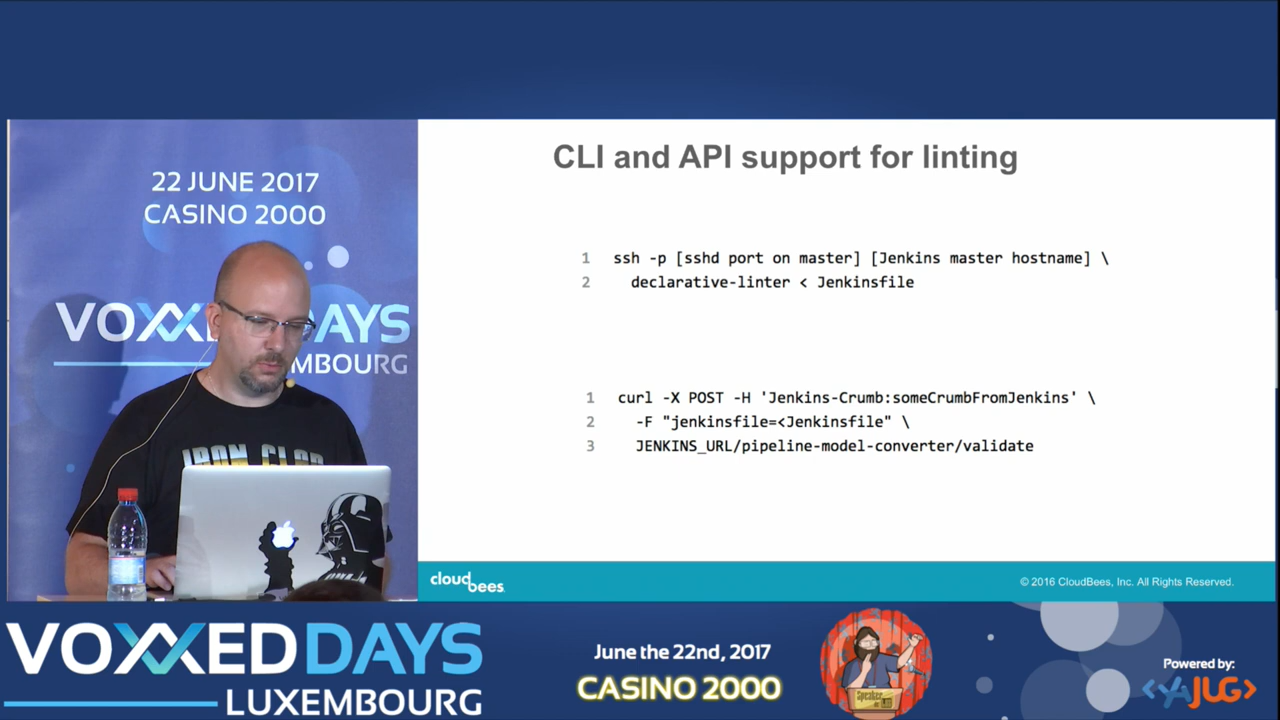 22 JUNE 2017
CASINO 2000
VOXXED DAYS
MBOURG
CLI and API support for linting
1 ssh -p [sshd port on master] [Jenkins master hostname] \
2 declarative-linter < Jenkinsfile
1 curl -X POST -H 'Jenkins-Crumb:someCrumbFromJenkins' \
2 -F "jenkinsfile=<Jenkinsfile" \
3 JENKINS_URL/pipeline-model-converter/validate
IRON CLAD
cloudbees
© 2016 CloudBees, Inc. All Rights Reserved.
VOXXED DAYS
LUXEMBOURG
June the 22nd, 2017
CASINO 2000
Powered by:
<YAJUG>